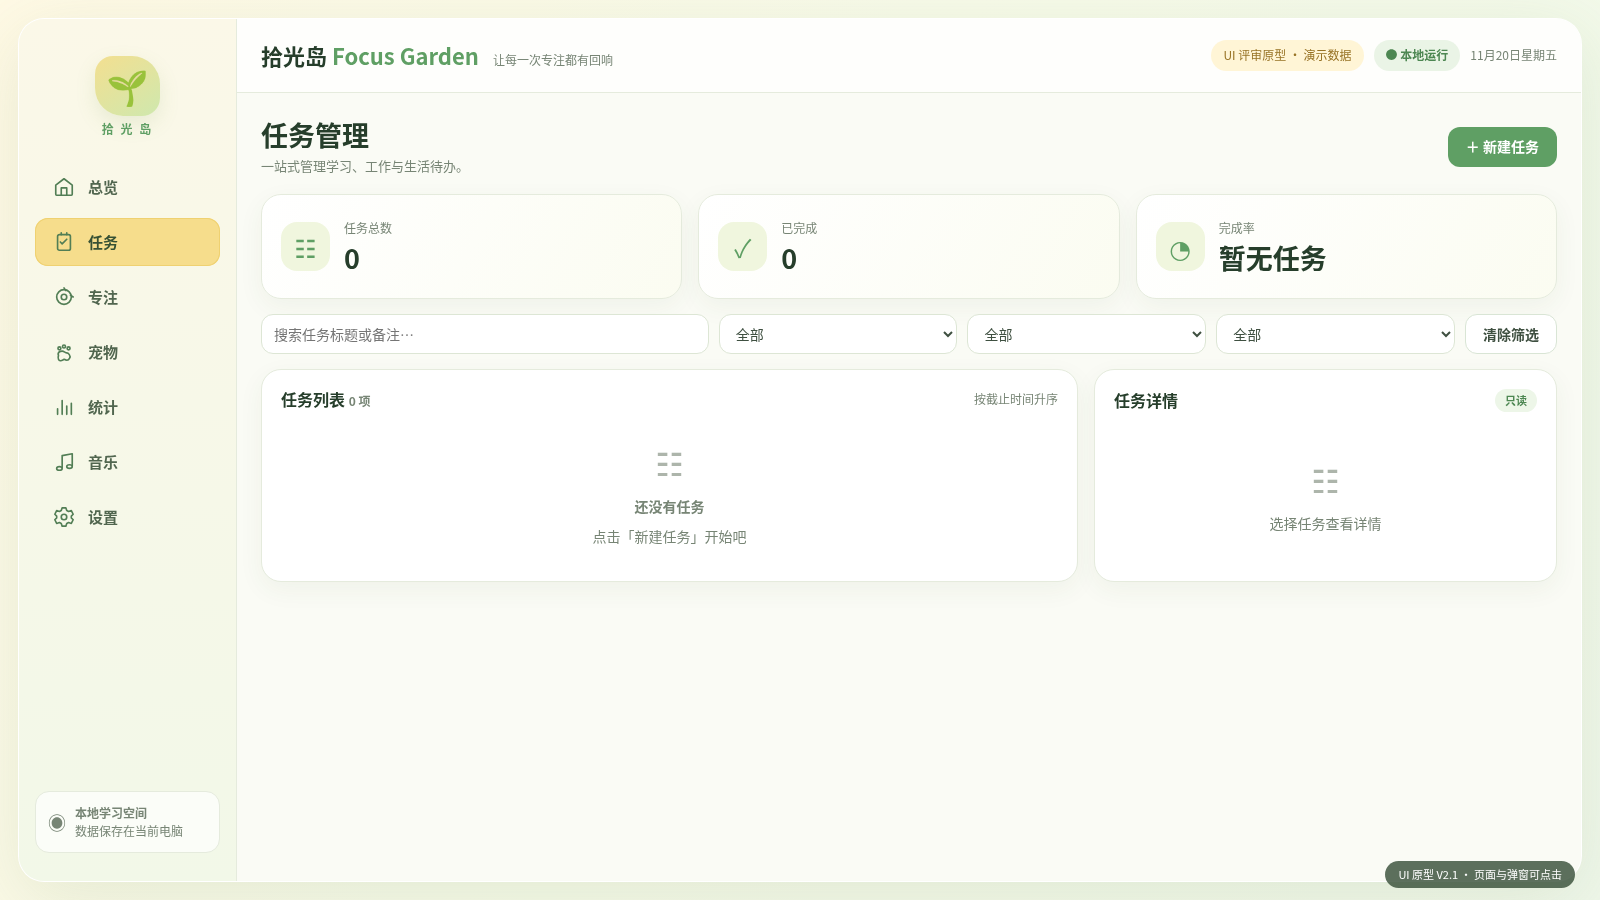 拾光岛
总览
任务
专注
宠物
统计
音乐
设置
本地学习空间
数据保存在当前电脑
拾光岛 Focus Garden 让每一次专注都有回响
UI 评审原型 · 演示数据
本地运行
11月20日星期五
任务管理
一站式管理学习、工作与生活待办。
＋ 新建任务
任务总数
0
已完成
0
完成率
暂无任务
搜索任务标题或备注…
全部
全部
全部
清除筛选
任务列表 0 项
按截止时间升序
还没有任务
点击「新建任务」开始吧
任务详情
只读
选择任务查看详情
UI 原型 V2.1 · 页面与弹窗可点击